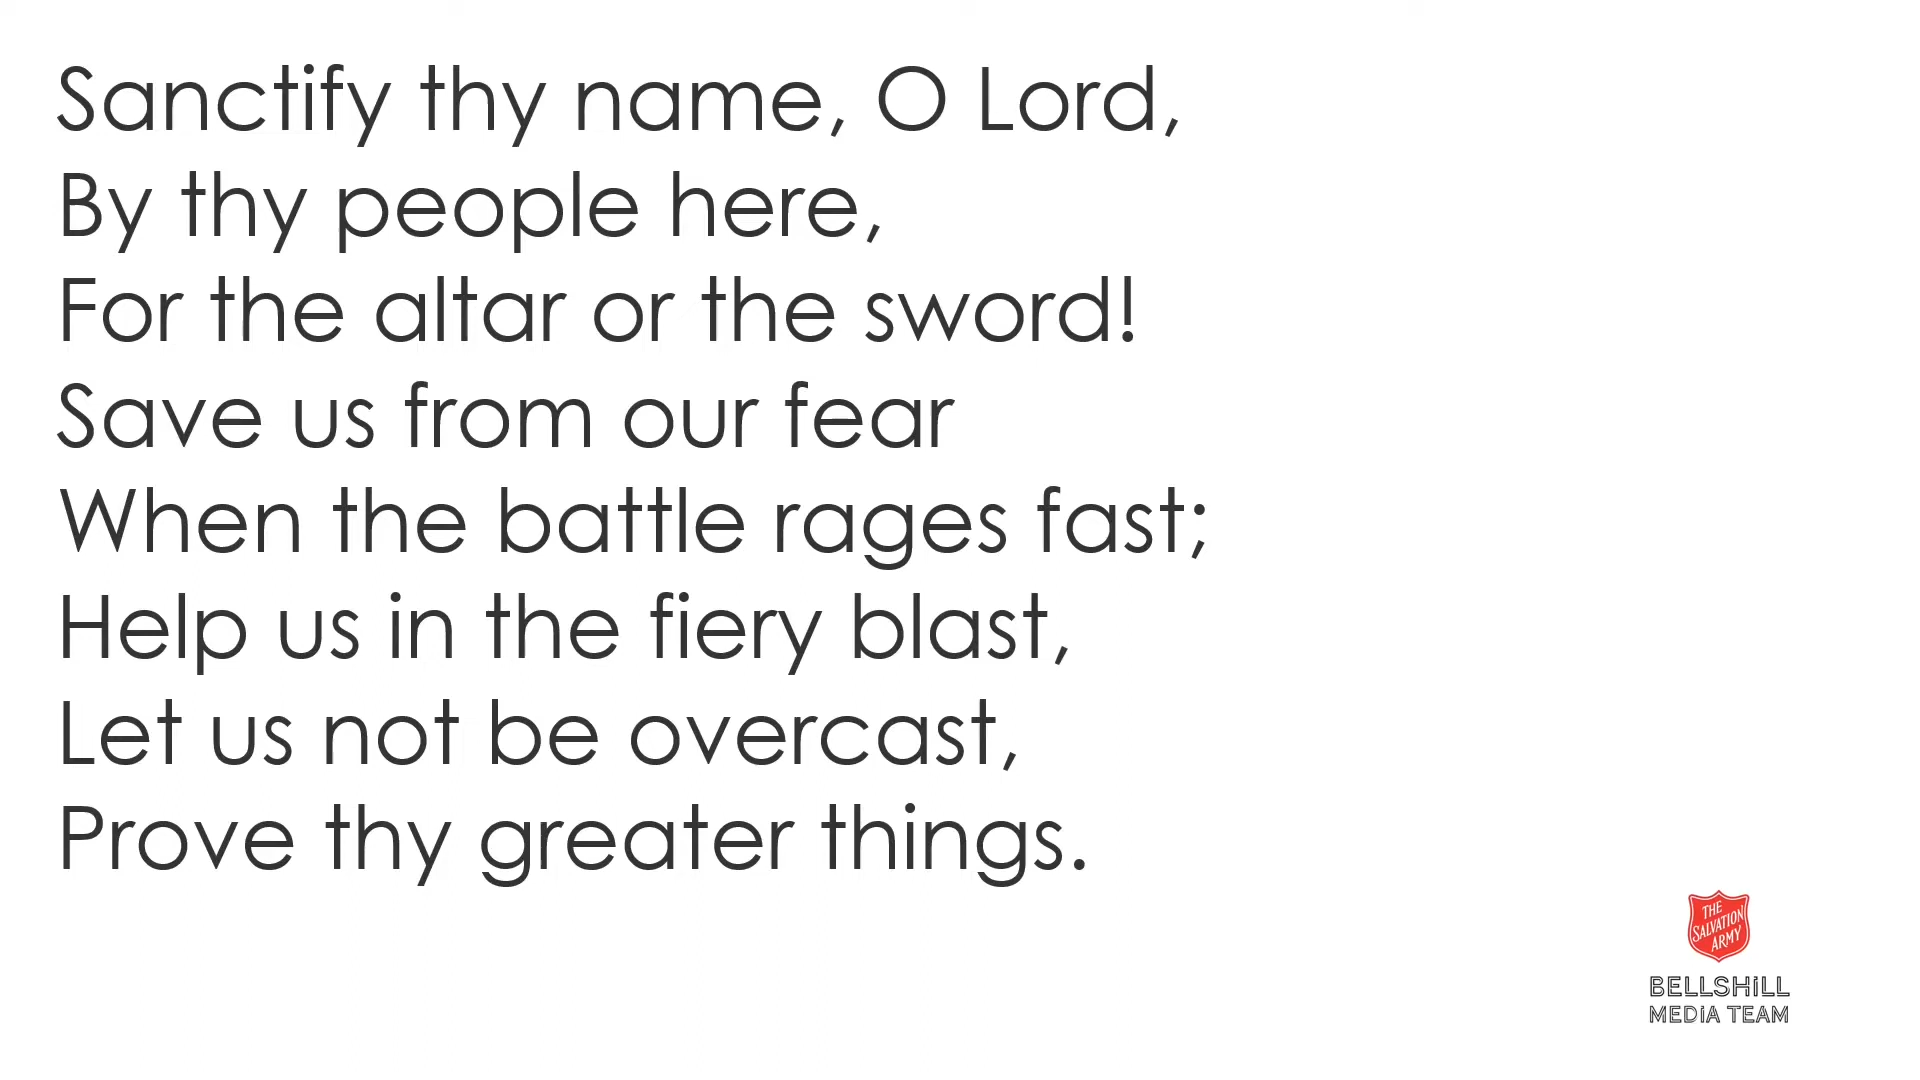 Sanctify thy name, O Lord,
By thy people here,
For the altar or the sword!
Save us from our fear
When the battle rages fast;
Help us in the fiery blast,
Let us not be overcast,
Prove thy greater things.
THE
SALVATION
ARMY
BELLSHiLL
MEDiA TEAM